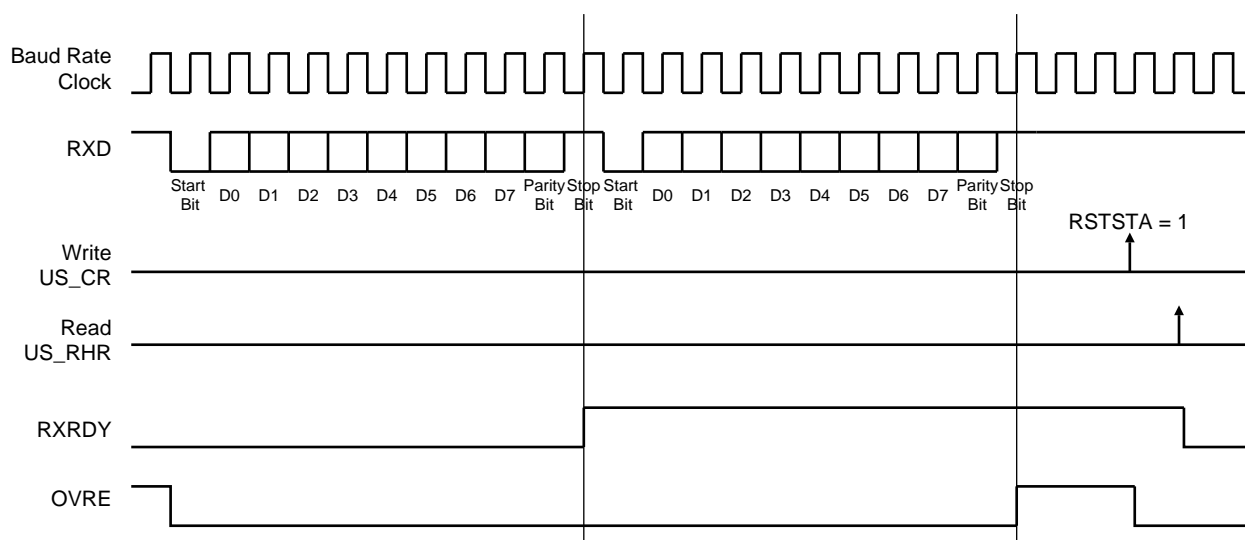 Baud Rate
Clock
RXD
Start
Bit
D0
D1
D2
D3
D4
D5
D6
D7
Parity
Bit
Stop
Bit
Start
Bit
D0
D1
D2
D3
D4
D5
D6
D7
Parity
Bit
Stop
Bit
RSTSTA = 1
Write
US_CR
Read
US_RHR
RXRDY
OVRE